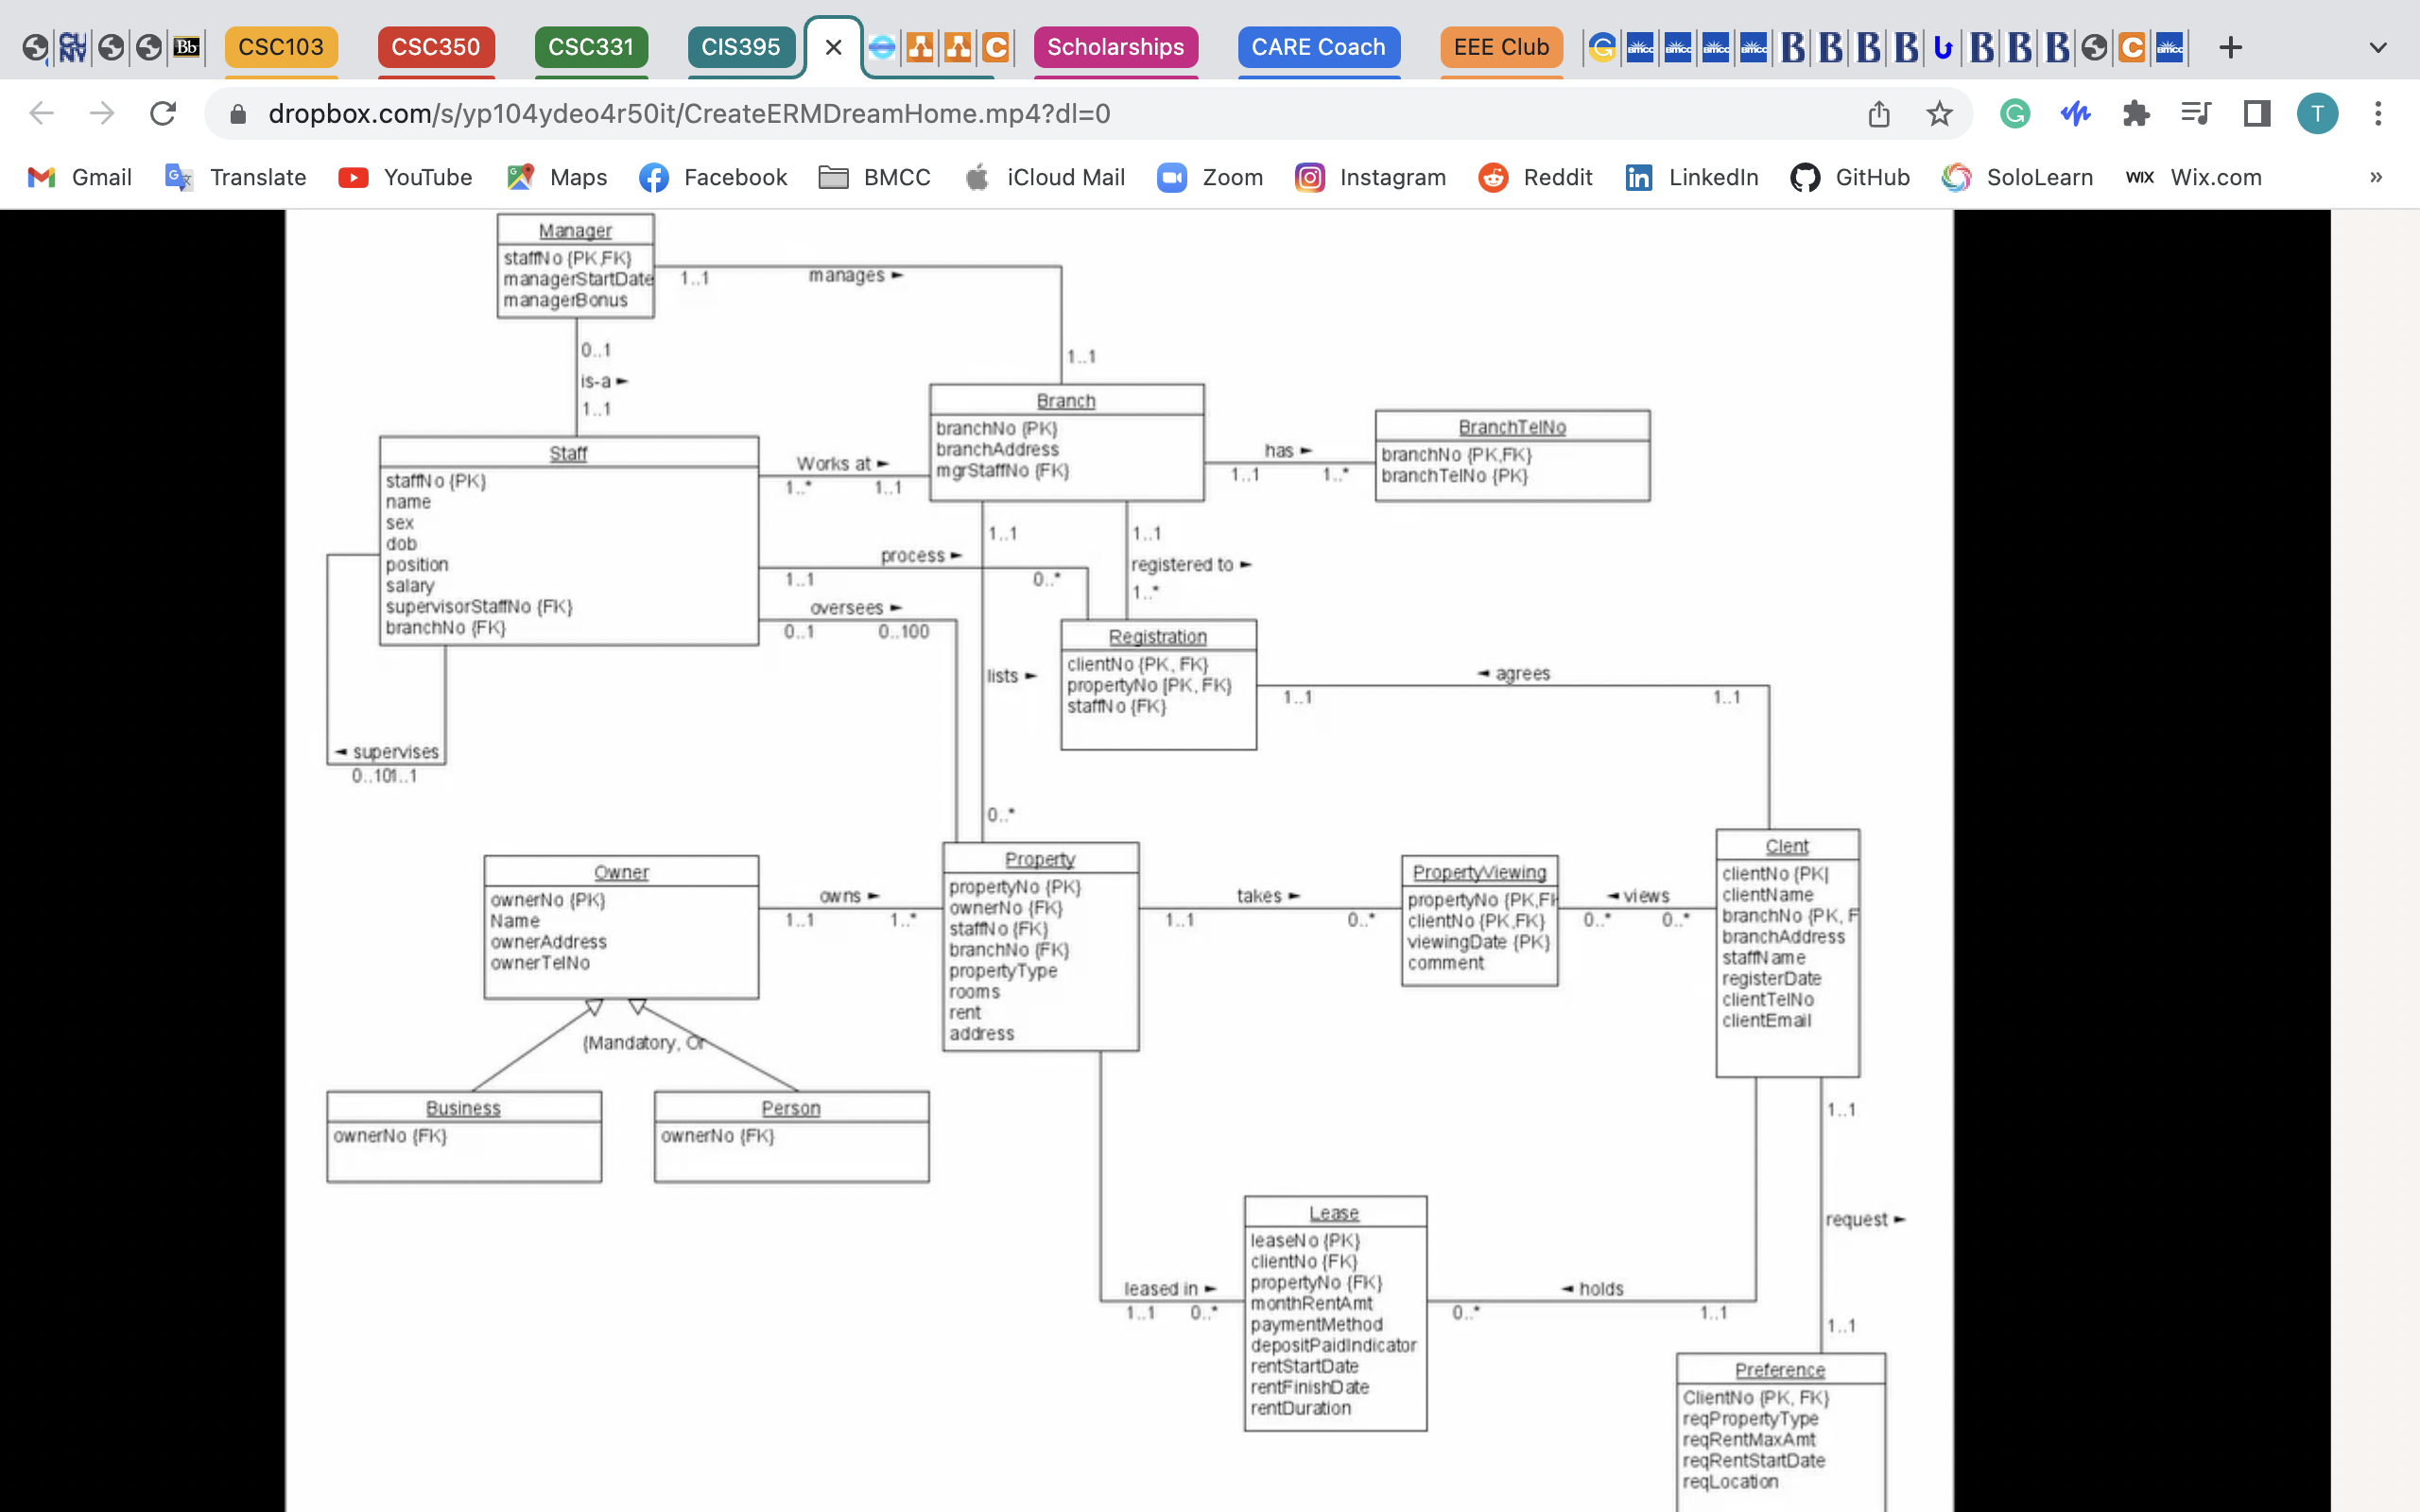 Bb CSC103 CSC350 CSC331 CIS395 Scholarships CARE Coach EEE Club
dropbox.com/s/yp104ydeo4r50it/CreateERMDreamHome.mp4?dl=0 T
Gmail Translate YouTube Maps Facebook BMCC iCloud Mail Zoom Instagram Reddit LinkedIn GitHub SoloLearn WIX Wix.com »
Manager
staffNo {PK,FK}
managerStartDate
managerBonus
1..1 manages ►
1..1
0..1
is-a ►
1..1
Branch
branchNo {PK}
branchAddress
mgrStaffNo {FK}
has ►
1..1 1..*
BranchTelNo
branchNo {PK,FK}
branchTelNo {PK}
Staff
staffNo {PK}
name
sex
dob
position
salary
supervisorStaffNo {FK}
branchNo {FK}
Works at ►
1..* 1..1
process ►
1..1 0..*
oversees ►
0..1 0..100
◄ supervises
0..101..1
1..1
lists ►
0..*
1..1
registered to ►
1..*
Registration
clientNo {PK, FK}
propertyNo [PK, FK)
staffNo {FK}
◄ agrees
1..1 1..1
Owner
ownerNo {PK}
Name
ownerAddress
ownerTelNo
owns ►
1..1 1..*
Property
propertyNo {PK}
ownerNo {FK}
staffNo {FK}
branchNo {FK}
propertyType
rooms
rent
address
takes ►
1..1 0..*
PropertyViewing
propertyNo {PK,FK
clientNo {PK,FK}
viewingDate {PK}
comment
◄ views
0..* 0..*
Clent
clientNo {PK|
clientName
branchNo {PK, F
branchAddress
staffName
registerDate
clientTelNo
clientEmail
{Mandatory, Or
Business
ownerNo {FK}
Person
ownerNo {FK}
leased in ►
1..1 0..*
Lease
leaseNo {PK}
clientNo {FK}
propertyNo {FK}
monthRentAmt
paymentMethod
depositPaidIndicator
rentStartDate
rentFinishDate
rentDuration
◄ holds
0..* 1..1
1..1
request ►
1..1
Preference
ClientNo {PK, FK}
reqPropertyType
reqRentMaxAmt
reqRentStartDate
reqLocation